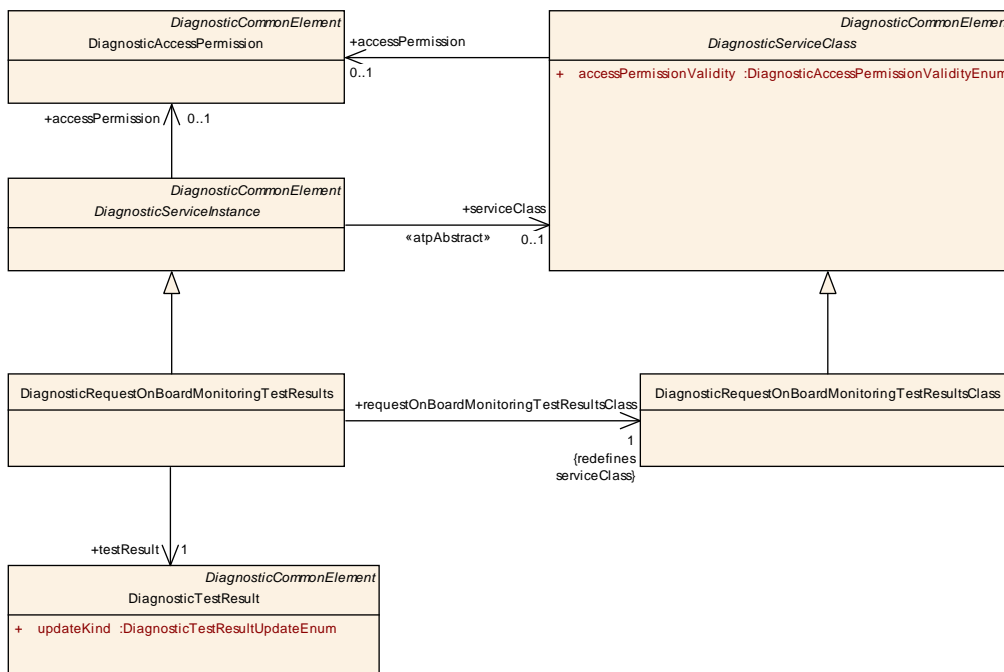 DiagnosticCommonElement
DiagnosticAccessPermission
DiagnosticCommonElement
DiagnosticServiceClass
+ accessPermissionValidity :DiagnosticAccessPermissionValidityEnum
+accessPermission
0..1
+accessPermission
0..1
DiagnosticCommonElement
DiagnosticServiceInstance
+serviceClass
«atpAbstract»
0..1
DiagnosticRequestOnBoardMonitoringTestResults
+requestOnBoardMonitoringTestResultsClass
1
{redefines
serviceClass}
DiagnosticRequestOnBoardMonitoringTestResultsClass
+testResult
1
DiagnosticCommonElement
DiagnosticTestResult
+ updateKind :DiagnosticTestResultUpdateEnum